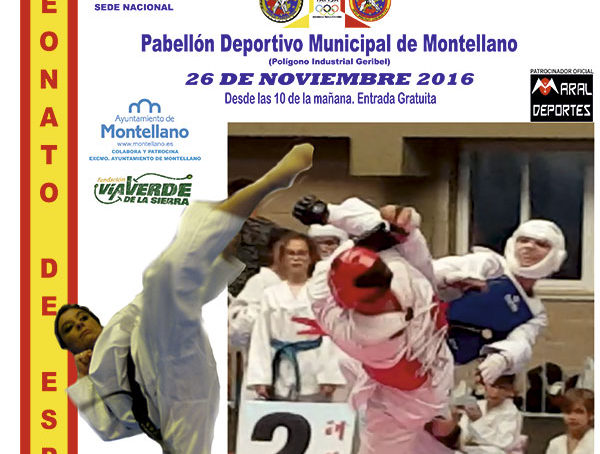 SEDE NACIONAL
Pabellón Deportivo Municipal de Montellano
(Polígono Industrial Geribel)
26 DE NOVIEMBRE 2016
Desde las 10 de la mañana. Entrada Gratuita
PATROCINADOR OFICIAL
MARAL
DEPORTES
Ayuntamiento de
Montellano
www.montellano.es
COLABORA Y PATROCINA
EXCMO. AYUNTAMIENTO DE MONTELLANO
Fundación
VIAVERDE
DE LA SIERRA
EONATO DE ESP
2